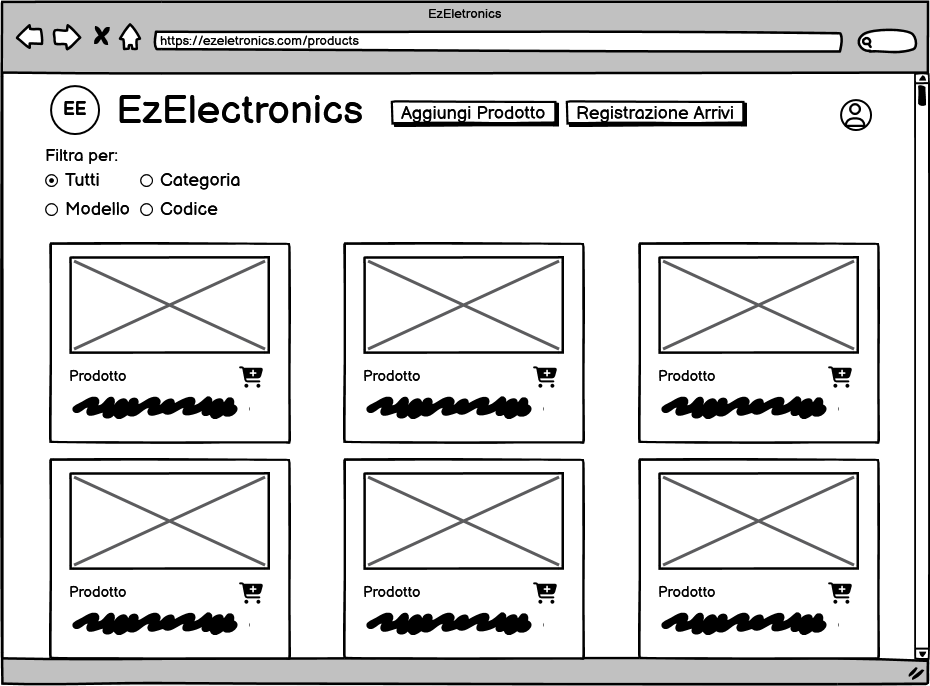 EzEletronics
https://ezeletronics.com/products
EE EzElectronics Aggiungi Prodotto Registrazione Arrivi
Filtra per:
Tutti Categoria
Modello Codice
Prodotto Prodotto Prodotto
Prodotto Prodotto Prodotto